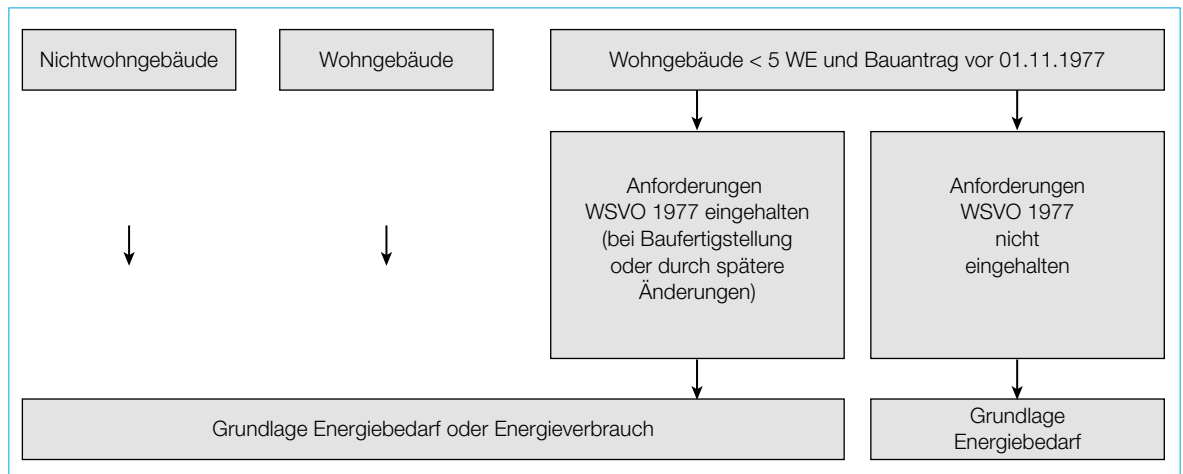 Nichtwohngebäude
Wohngebäude
Wohngebäude < 5 WE und Bauantrag vor 01.11.1977
Anforderungen
WSVO 1977 eingehalten
(bei Baufertigstellung
oder durch spätere
Änderungen)
Anforderungen
WSVO 1977
nicht
eingehalten
Grundlage Energiebedarf oder Energieverbrauch
Grundlage
Energiebedarf